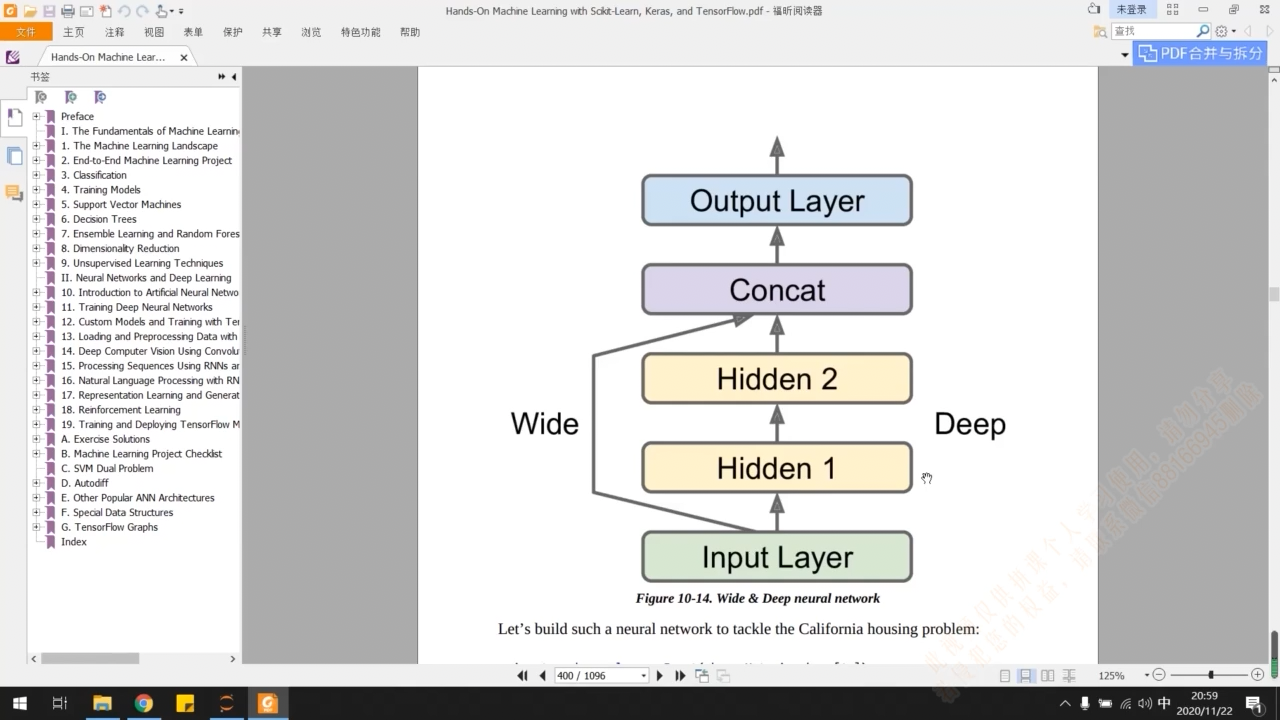 Hands-On Machine Learning with Scikit-Learn, Keras, and TensorFlow.pdf - 福昕阅读器
未登录
文件 主页 注释 视图 表单 保护 共享 浏览 特色功能 帮助
查找
Hands-On Machine Lear...
PDF合并与拆分
书签
Preface
I. The Fundamentals of Machine Learning
1. The Machine Learning Landscape
2. End-to-End Machine Learning Project
3. Classification
4. Training Models
5. Support Vector Machines
6. Decision Trees
7. Ensemble Learning and Random Fores
8. Dimensionality Reduction
9. Unsupervised Learning Techniques
II. Neural Networks and Deep Learning
10. Introduction to Artificial Neural Netwo
11. Training Deep Neural Networks
12. Custom Models and Training with Ter
13. Loading and Preprocessing Data with
14. Deep Computer Vision Using Convolu
15. Processing Sequences Using RNNs ar
16. Natural Language Processing with RN
17. Representation Learning and Generat
18. Reinforcement Learning
19. Training and Deploying TensorFlow M
A. Exercise Solutions
B. Machine Learning Project Checklist
C. SVM Dual Problem
D. Autodiff
E. Other Popular ANN Architectures
F. Special Data Structures
G. TensorFlow Graphs
Index
Output Layer
Concat
Hidden 2
Wide
Deep
Hidden 1
Input Layer
Figure 10-14. Wide & Deep neural network
Let's build such a neural network to tackle the California housing problem:
400 / 1096
125%
中
20:59
2020/11/22